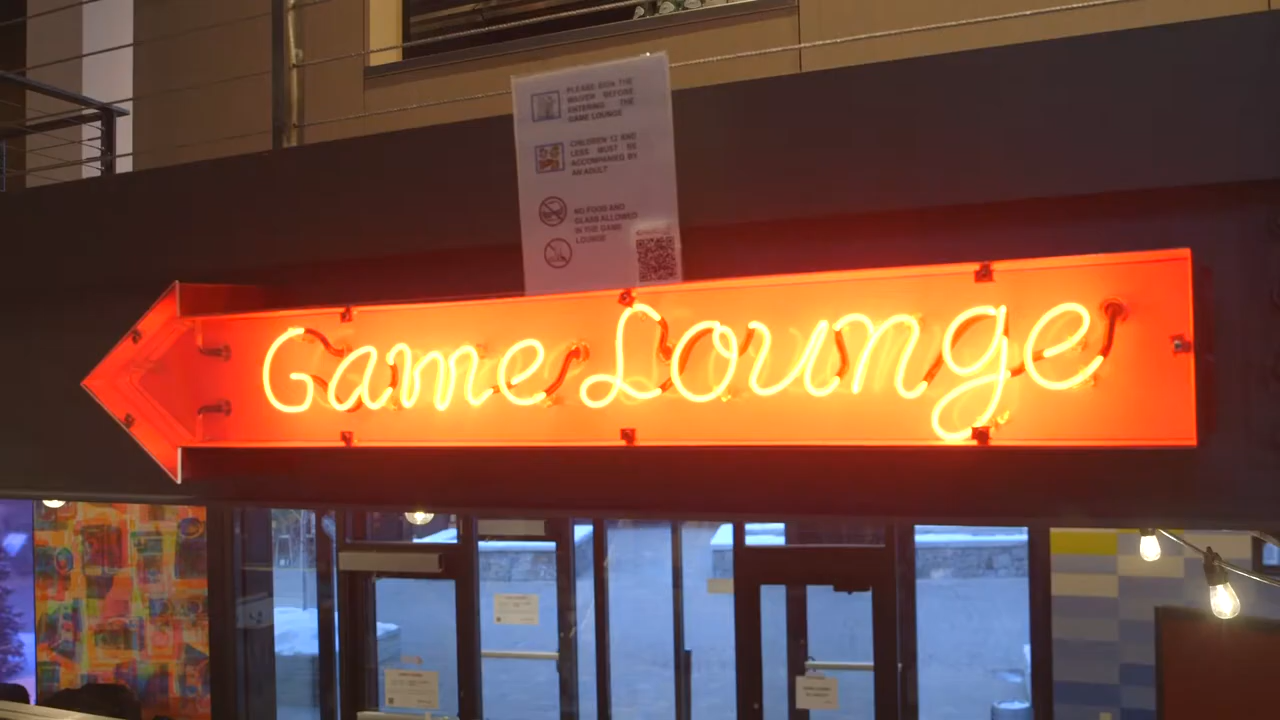 PLEASE SIGN THE
WAIVER BEFORE
ENTERING THE
GAME LOUNGE
CHILDREN 12 AND
LESS MUST BE
ACCOMPANIED BY
AN ADULT
NO FOOD AND
GLASS ALLOWED
IN THE GAME
LOUNGE
Game Lounge